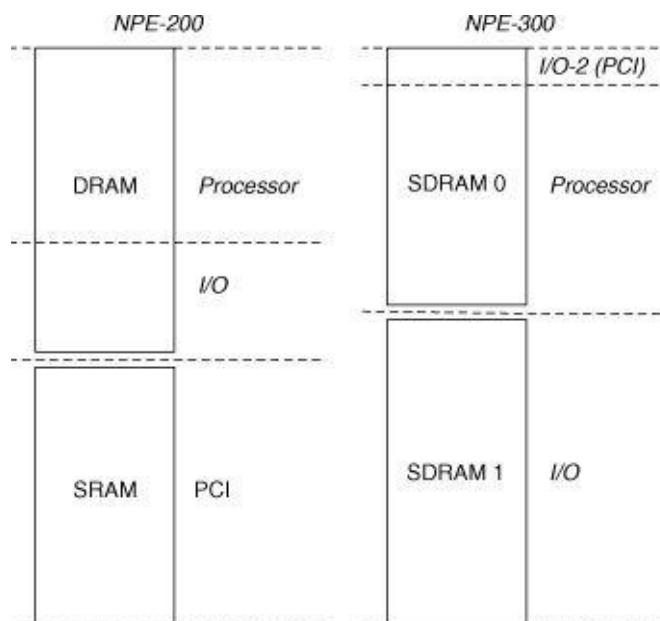 NPE-200
DRAM
Processor
I/O
SRAM
PCI
NPE-300
I/O-2 (PCI)
SDRAM 0
Processor
SDRAM 1
I/O